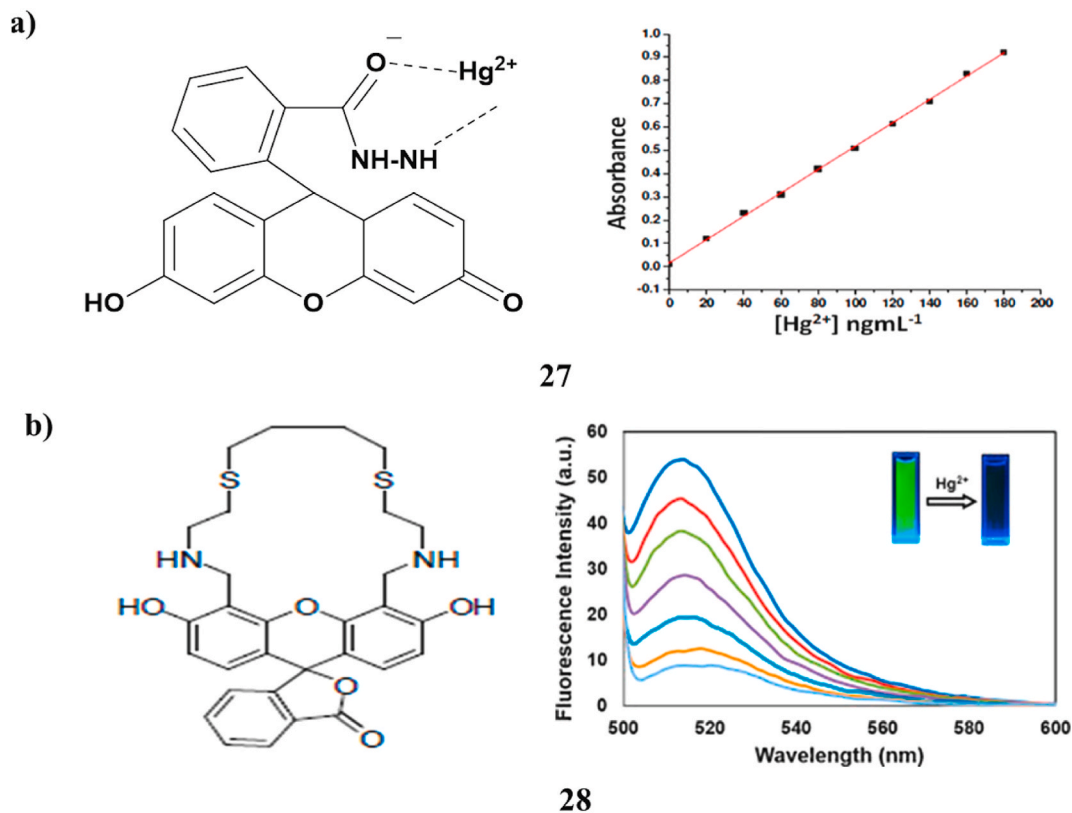 a)
O
−
Hg2+
NH-NH
HO
O
O
Absorbance
1.0
0.9
0.8
0.7
0.6
0.5
0.4
0.3
0.2
0.1
0.0
-0.1
0 20 40 60 80 100 120 140 160 180 200
[Hg2+] ngmL-1
27
b)
S S
HN NH
HO O OH
O
O
Fluorescence Intensity (a.u.)
60
50
40
30
20
10
0
Hg2+
500 520 540 560 580 600
Wavelength (nm)
28